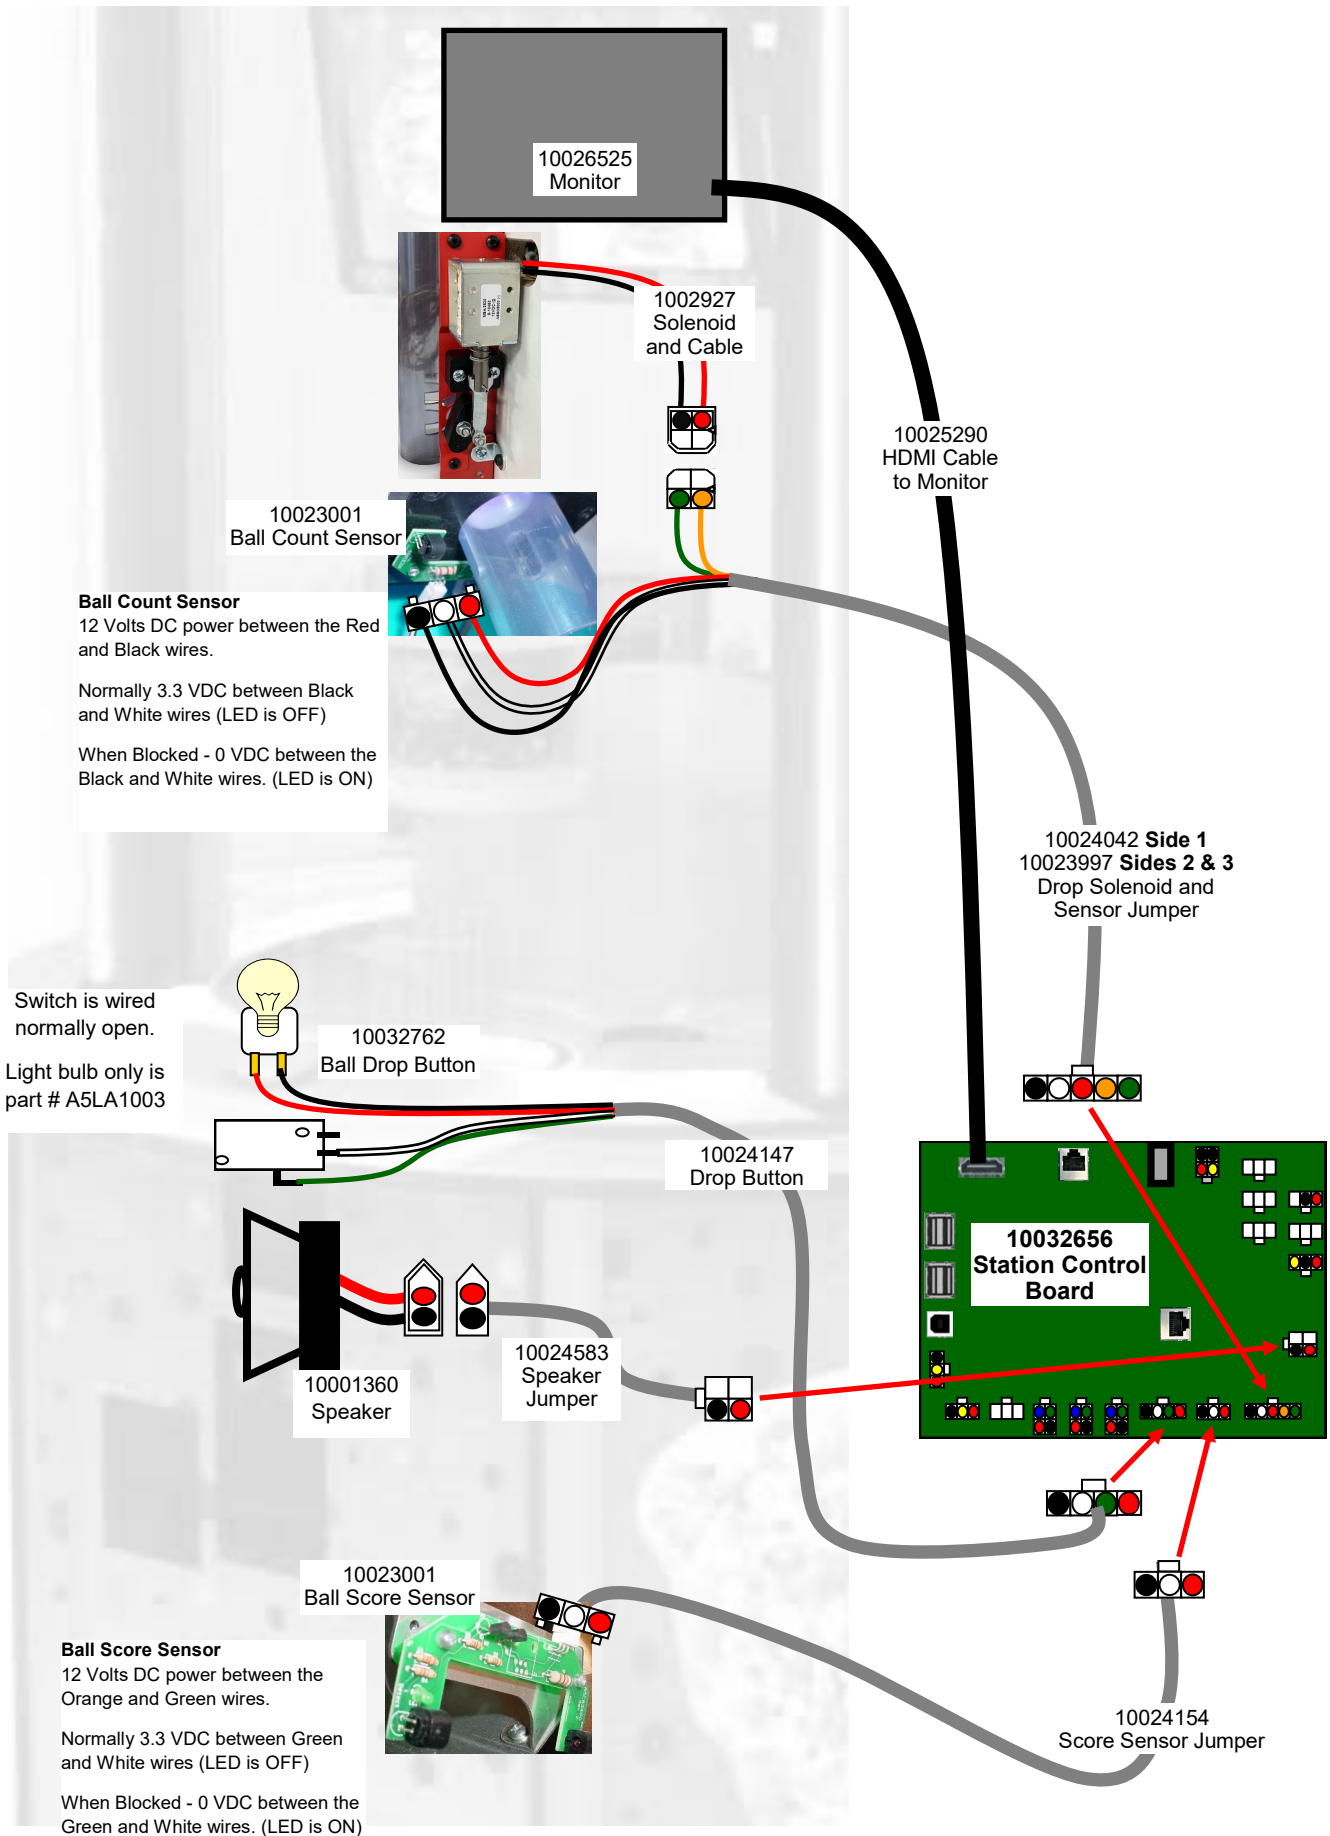 10026525
Monitor
1002927
Solenoid
and Cable
10025290
HDMI Cable
to Monitor
10023001
Ball Count Sensor
Ball Count Sensor
12 Volts DC power between the Red
and Black wires.
Normally 3.3 VDC between Black
and White wires (LED is OFF)
When Blocked - 0 VDC between the
Black and White wires. (LED is ON)
10024042 Side 1
10023997 Sides 2 & 3
Drop Solenoid and
Sensor Jumper
Switch is wired
normally open.
Light bulb only is
part # A5LA1003
10032762
Ball Drop Button
10024147
Drop Button
10032656
Station Control
Board
10024583
Speaker
Jumper
10001360
Speaker
10023001
Ball Score Sensor
Ball Score Sensor
12 Volts DC power between the
Orange and Green wires.
Normally 3.3 VDC between Green
and White wires (LED is OFF)
When Blocked - 0 VDC between the
Green and White wires. (LED is ON)
10024154
Score Sensor Jumper